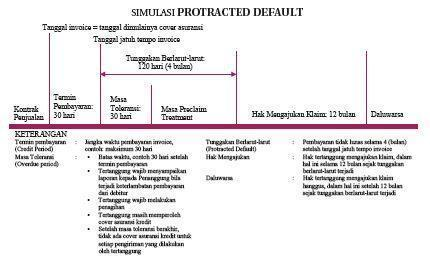 SIMULASI PROTRACTED DEFAULT
Tanggal invoice = tanggal dimulainya cover asuransi
Tanggal jatuh tempo invoice
Tunggakan Berlarut-larut:
120 hari (4 bulan)
Kontrak
Penjualan
Termin
Pembayaran:
30 hari
Masa
Toleransi:
30 hari
Masa Preclaim
Treatment
Hak Mengajukan Klaim: 12 bulan
Daluwarsa
KETERANGAN
Termin pembayaran : Jangka waktu pembayaran invoice,
(Credit Period) contoh: maksimum 30 hari
Masa Toleransi : • Batas waktu, contoh 30 hari setelah
(Overdue period) termin pembayaran
• Tertanggung wajib menyampaikan
laporan kepada Penanggung bila
terjadi keterlambatan pembayaran
dari debitur
• Tertanggung wajib melakukan
penagihan
• Tertanggung masih memperoleh
cover asuransi kredit
• Setelah masa toleransi berakhir,
tidak ada cover asuransi kredit untuk
setiap pengiriman yang dilakukan
oleh tertanggung
Tunggakan Berlarut-larut : Pembayaran tidak lunas selama 4 (bulan)
(Protracted Default) setelah tanggal jatuh tempo invoice
Hak Mengajukan : Hak tertanggung mengajukan klaim, dalam
hal ini selama 12 bulan sejak tunggakan
berlarut-larut terjadi
Daluwarsa : Hak tertanggung mengajukan klaim
hangus, dalam hal ini setelah 12 bulan
sejak tunggakan berlarut-larut terjadi